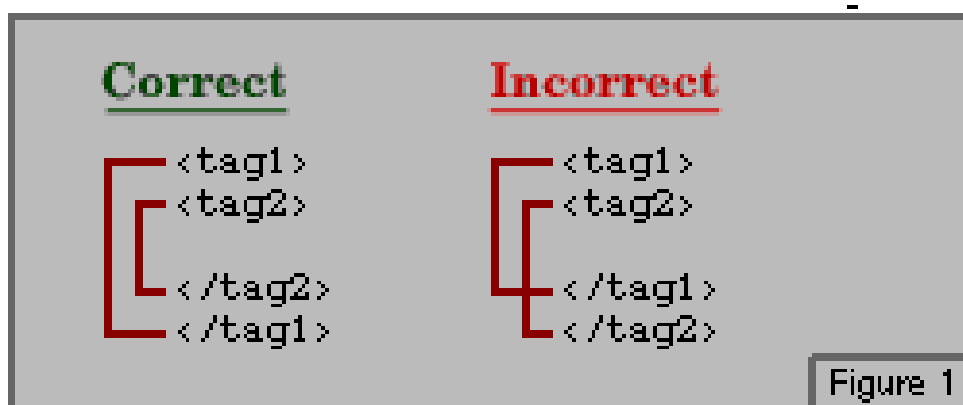 Correct
<tag1>
<tag2>
</tag2>
</tag1>
Incorrect
<tag1>
<tag2>
</tag1>
</tag2>
Figure 1